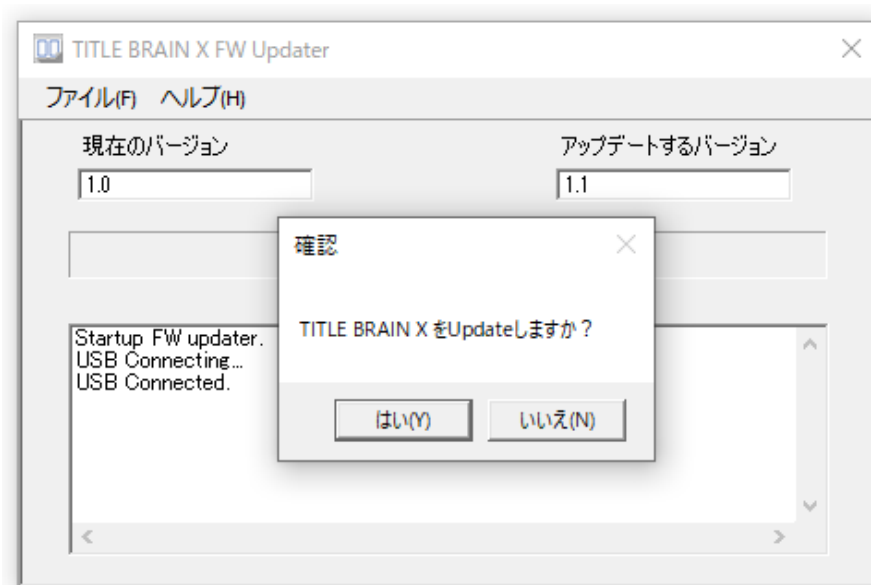 TITLE BRAIN X FW Updater
ファイル(F) ヘルプ(H)
現在のバージョン アップデートするバージョン
1.0 1.1
確認
TITLE BRAIN X をUpdateしますか？
はい(Y) いいえ(N)
Startup FW updater.
USB Connecting...
USB Connected.